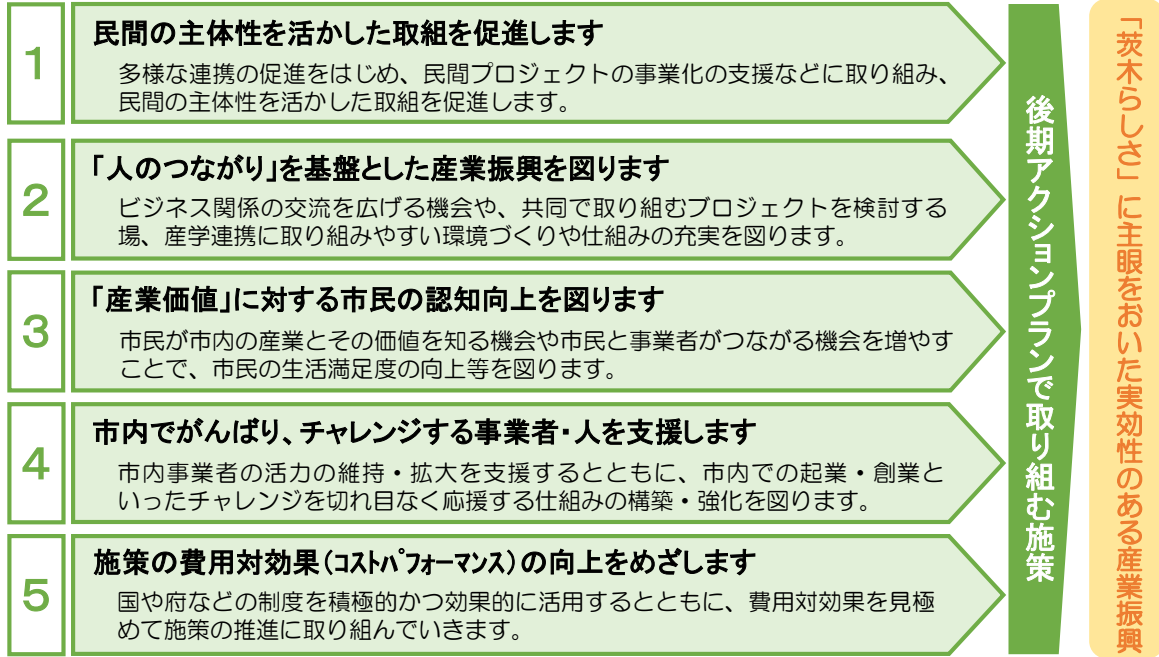 1
民間の主体性を活かした取組を促進します
多様な連携の促進をはじめ、民間プロジェクトの事業化の支援などに取り組み、
民間の主体性を活かした取組を促進します。
2
「人のつながり」を基盤とした産業振興を図ります
ビジネス関係の交流を広げる機会や、共同で取り組むプロジェクトを検討する
場、産学連携に取り組みやすい環境づくりや仕組みの充実を図ります。
3
「産業価値」に対する市民の認知向上を図ります
市民が市内の産業とその価値を知る機会や市民と事業者がつながる機会を増やす
ことで、市民の生活満足度の向上等を図ります。
4
市内でがんばり、チャレンジする事業者・人を支援します
市内事業者の活力の維持・拡大を支援するとともに、市内での起業・創業と
いったチャレンジを切れ目なく応援する仕組みの構築・強化を図ります。
5
施策の費用対効果(コストパフォーマンス)の向上をめざします
国や府などの制度を積極的かつ効果的に活用するとともに、費用対効果を見極
めて施策の推進に取り組んでいきます。
後期アクションプランで取り組む施策
「茨木らしさ」に主眼をおいた実効性のある産業振興